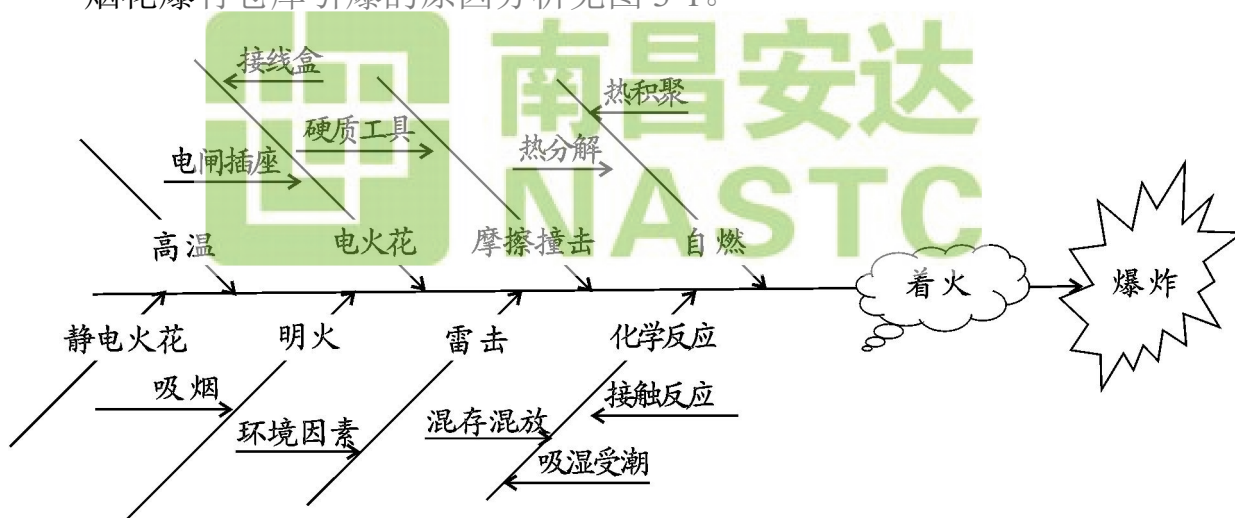 烟花爆竹仓库引爆的原因分析见图 3-1。
南昌安达
NASTC
接线盒
热积聚
硬质工具
热分解
电闸插座
高温
电火花
摩擦撞击
自燃
着火
爆炸
静电火花
明火
雷击
化学反应
吸烟
接触反应
混存混放
环境因素
吸湿受潮